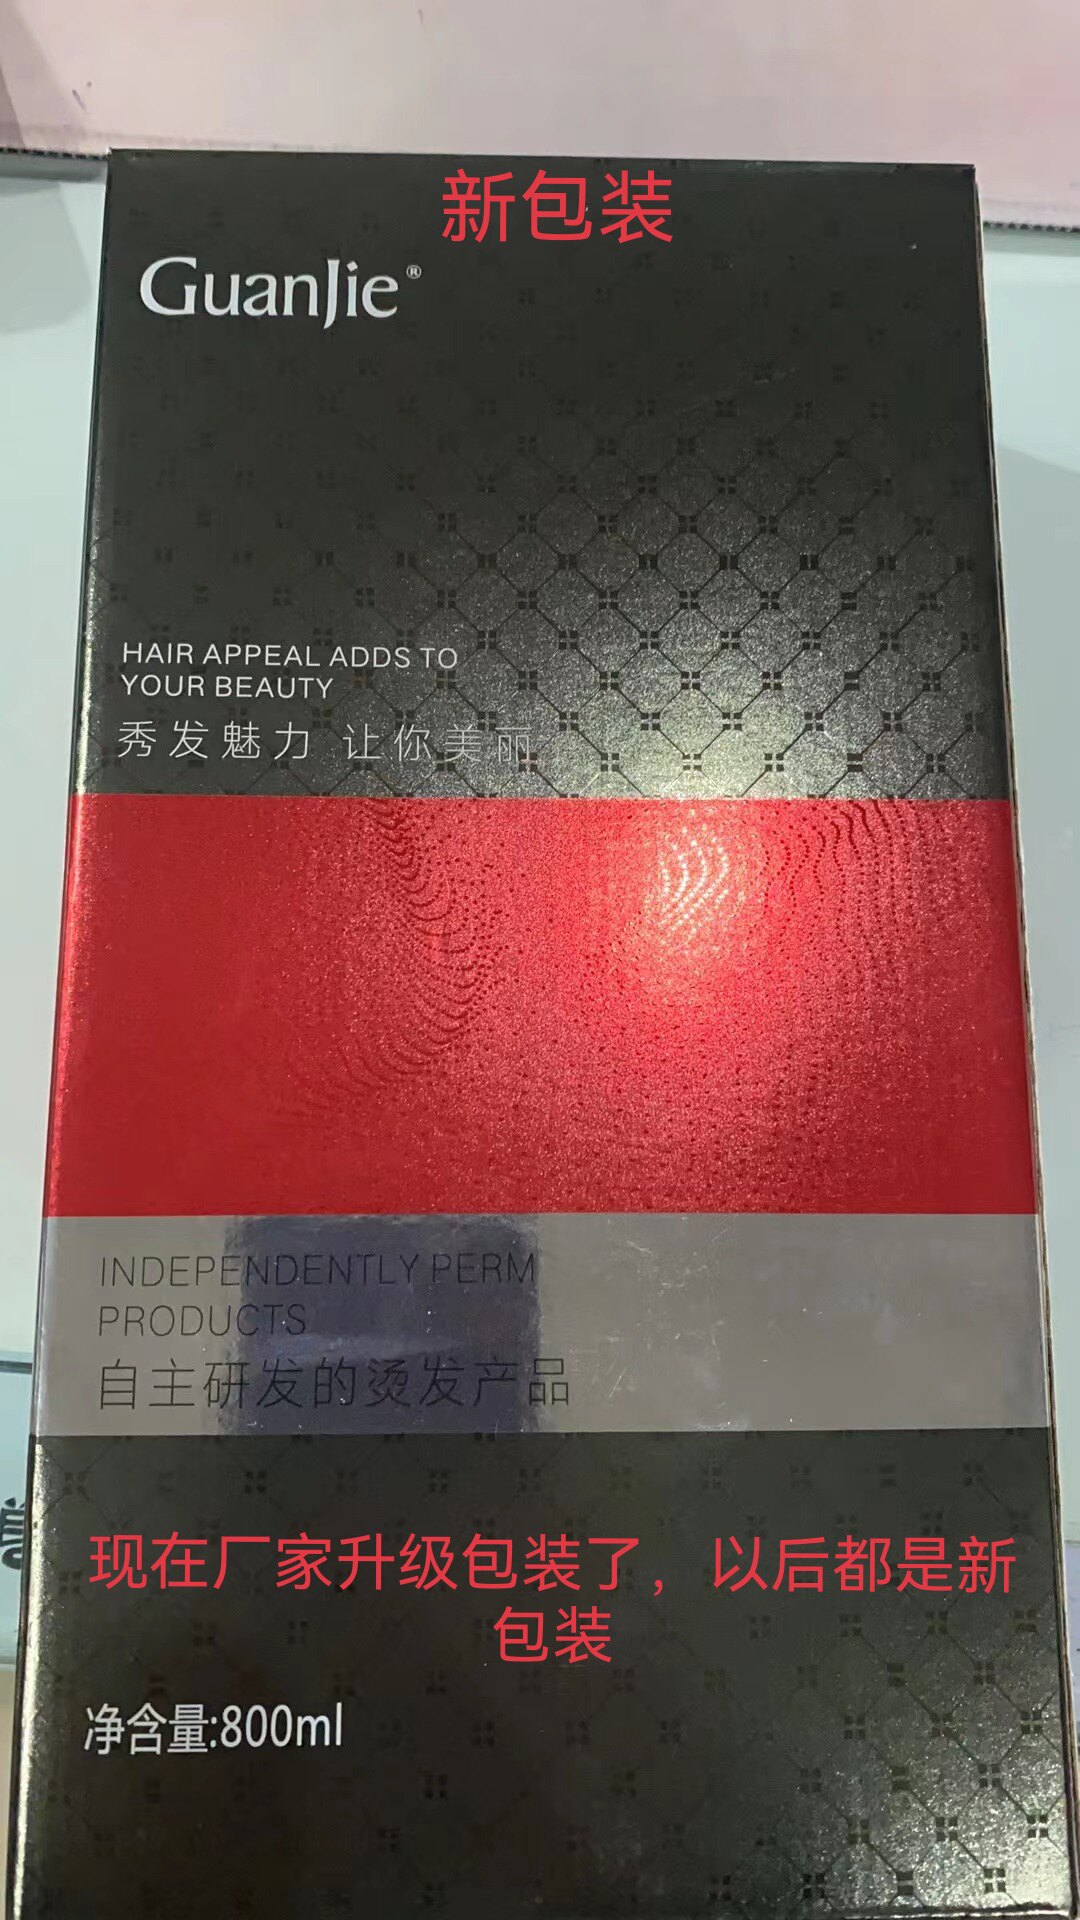 新包装
GuanJie®
HAIR APPEAL ADDS TO
YOUR BEAUTY
秀发魅力 让你美丽
INDEPENDENTLY PERM
PRODUCTS
自主研发的烫发产品
现在厂家升级包装了，以后都是新
包装
净含量:800ml